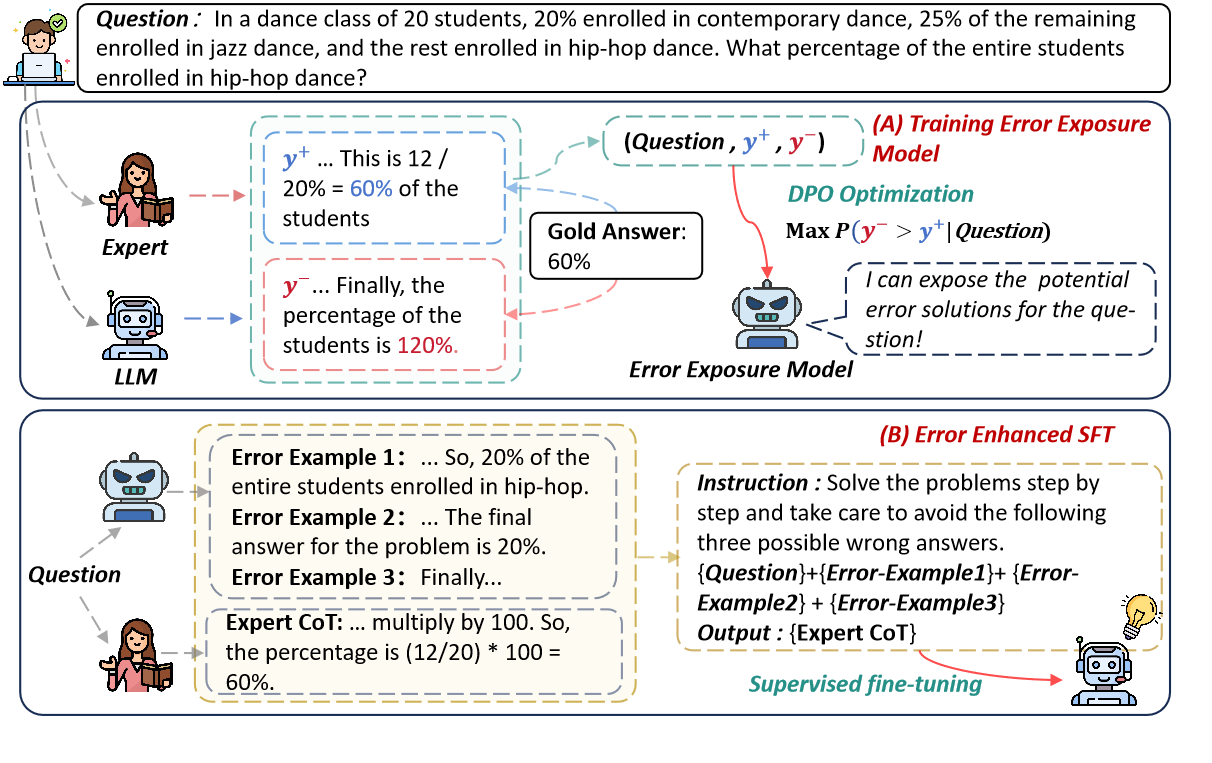 Question： In a dance class of 20 students, 20% enrolled in contemporary dance, 25% of the remaining
enrolled in jazz dance, and the rest enrolled in hip-hop dance. What percentage of the entire students
enrolled in hip-hop dance?
(A) Training Error Exposure
Model
Expert
LLM
y⁺ ... This is 12 /
20% = 60% of the
students
y⁻ ... Finally, the
percentage of the
students is 120%.
Gold Answer:
60%
(Question , y⁺ , y⁻)
DPO Optimization
Max P(y⁻ > y⁺|Question)
I can expose the potential
error solutions for the que-
stion!
Error Exposure Model
(B) Error Enhanced SFT
Question
Error Example 1： ... So, 20% of the
entire students enrolled in hip-hop.
Error Example 2： ... The final
answer for the problem is 20%.
Error Example 3： Finally...
Expert CoT: ... multiply by 100. So,
the percentage is (12/20) * 100 =
60%.
Instruction : Solve the problems step by
step and take care to avoid the following
three possible wrong answers.
{Question}+{Error-Example1}+ {Error-
Example2} + {Error-Example3}
Output : {Expert CoT}
Supervised fine-tuning